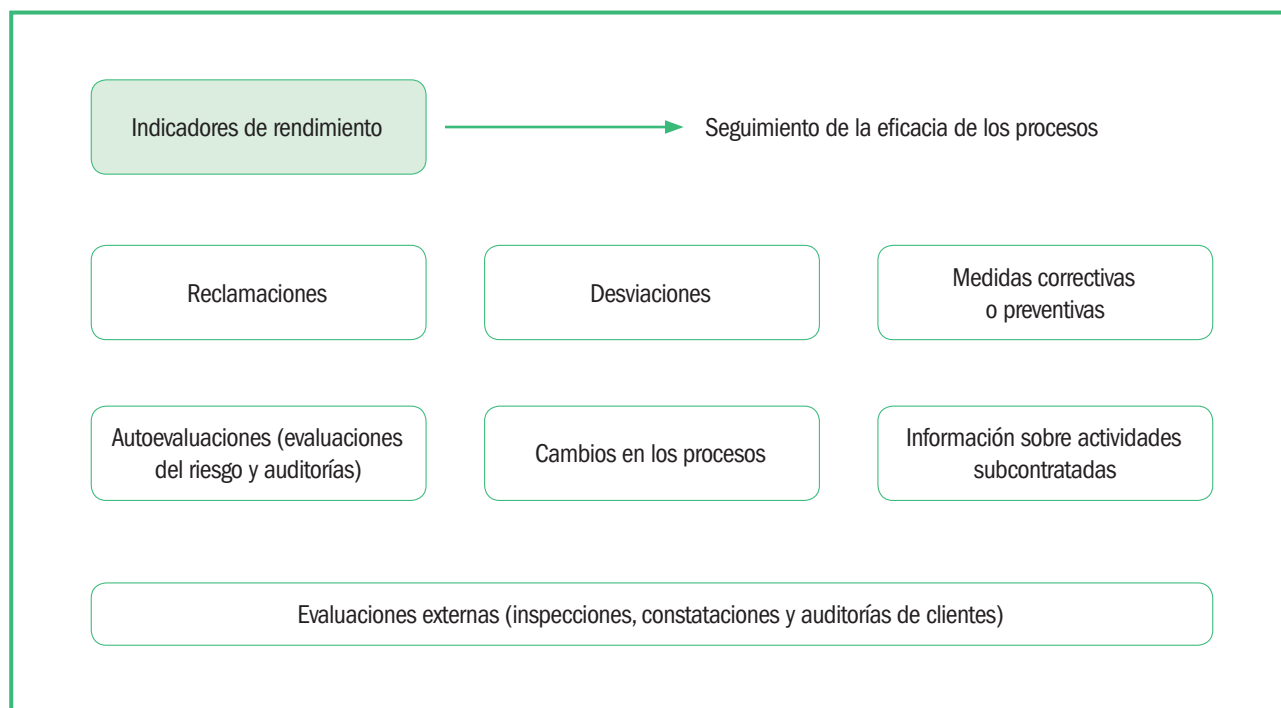 Indicadores de rendimiento
Seguimiento de la eficacia de los procesos
Reclamaciones
Desviaciones
Medidas correctivas
o preventivas
Autoevaluaciones (evaluaciones
del riesgo y auditorías)
Cambios en los procesos
Información sobre actividades
subcontratadas
Evaluaciones externas (inspecciones, constataciones y auditorías de clientes)